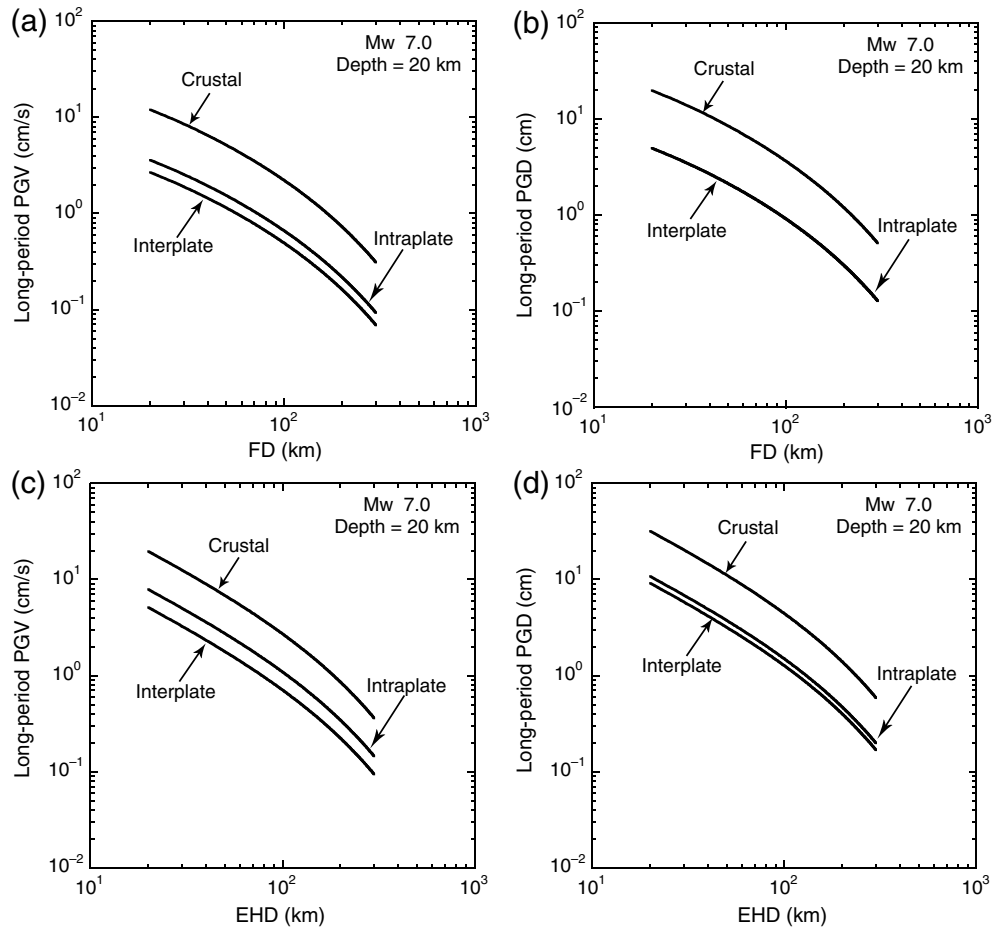 (a)
Mw 7.0
Depth = 20 km
Crustal
Interplate
Intraplate
Long-period PGV (cm/s)
10²
10¹
10⁰
10⁻¹
10⁻²
10¹ 10² 10³
FD (km)
(b)
Mw 7.0
Depth = 20 km
Crustal
Interplate
Intraplate
Long-period PGD (cm)
10²
10¹
10⁰
10⁻¹
10⁻²
10¹ 10² 10³
FD (km)
(c)
Mw 7.0
Depth = 20 km
Crustal
Interplate
Intraplate
Long-period PGV (cm/s)
10²
10¹
10⁰
10⁻¹
10⁻²
10¹ 10² 10³
EHD (km)
(d)
Mw 7.0
Depth = 20 km
Crustal
Interplate
Intraplate
Long-period PGD (cm)
10²
10¹
10⁰
10⁻¹
10⁻²
10¹ 10² 10³
EHD (km)